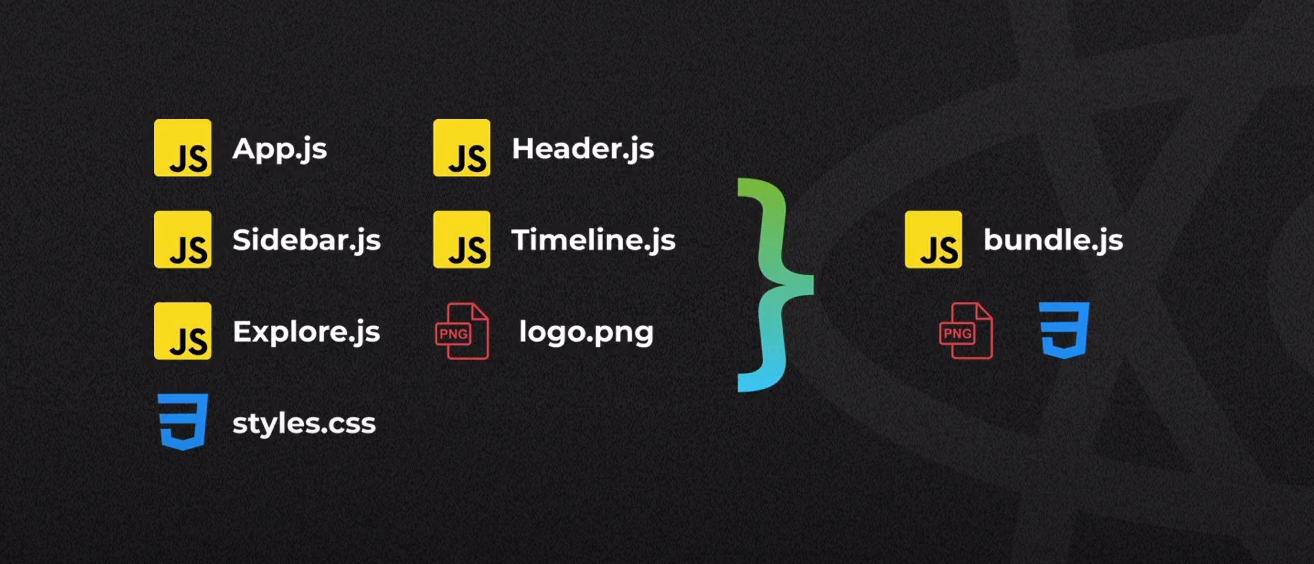 JS App.js JS Header.js
JS Sidebar.js JS Timeline.js JS bundle.js
JS Explore.js PNG logo.png PNG
styles.css